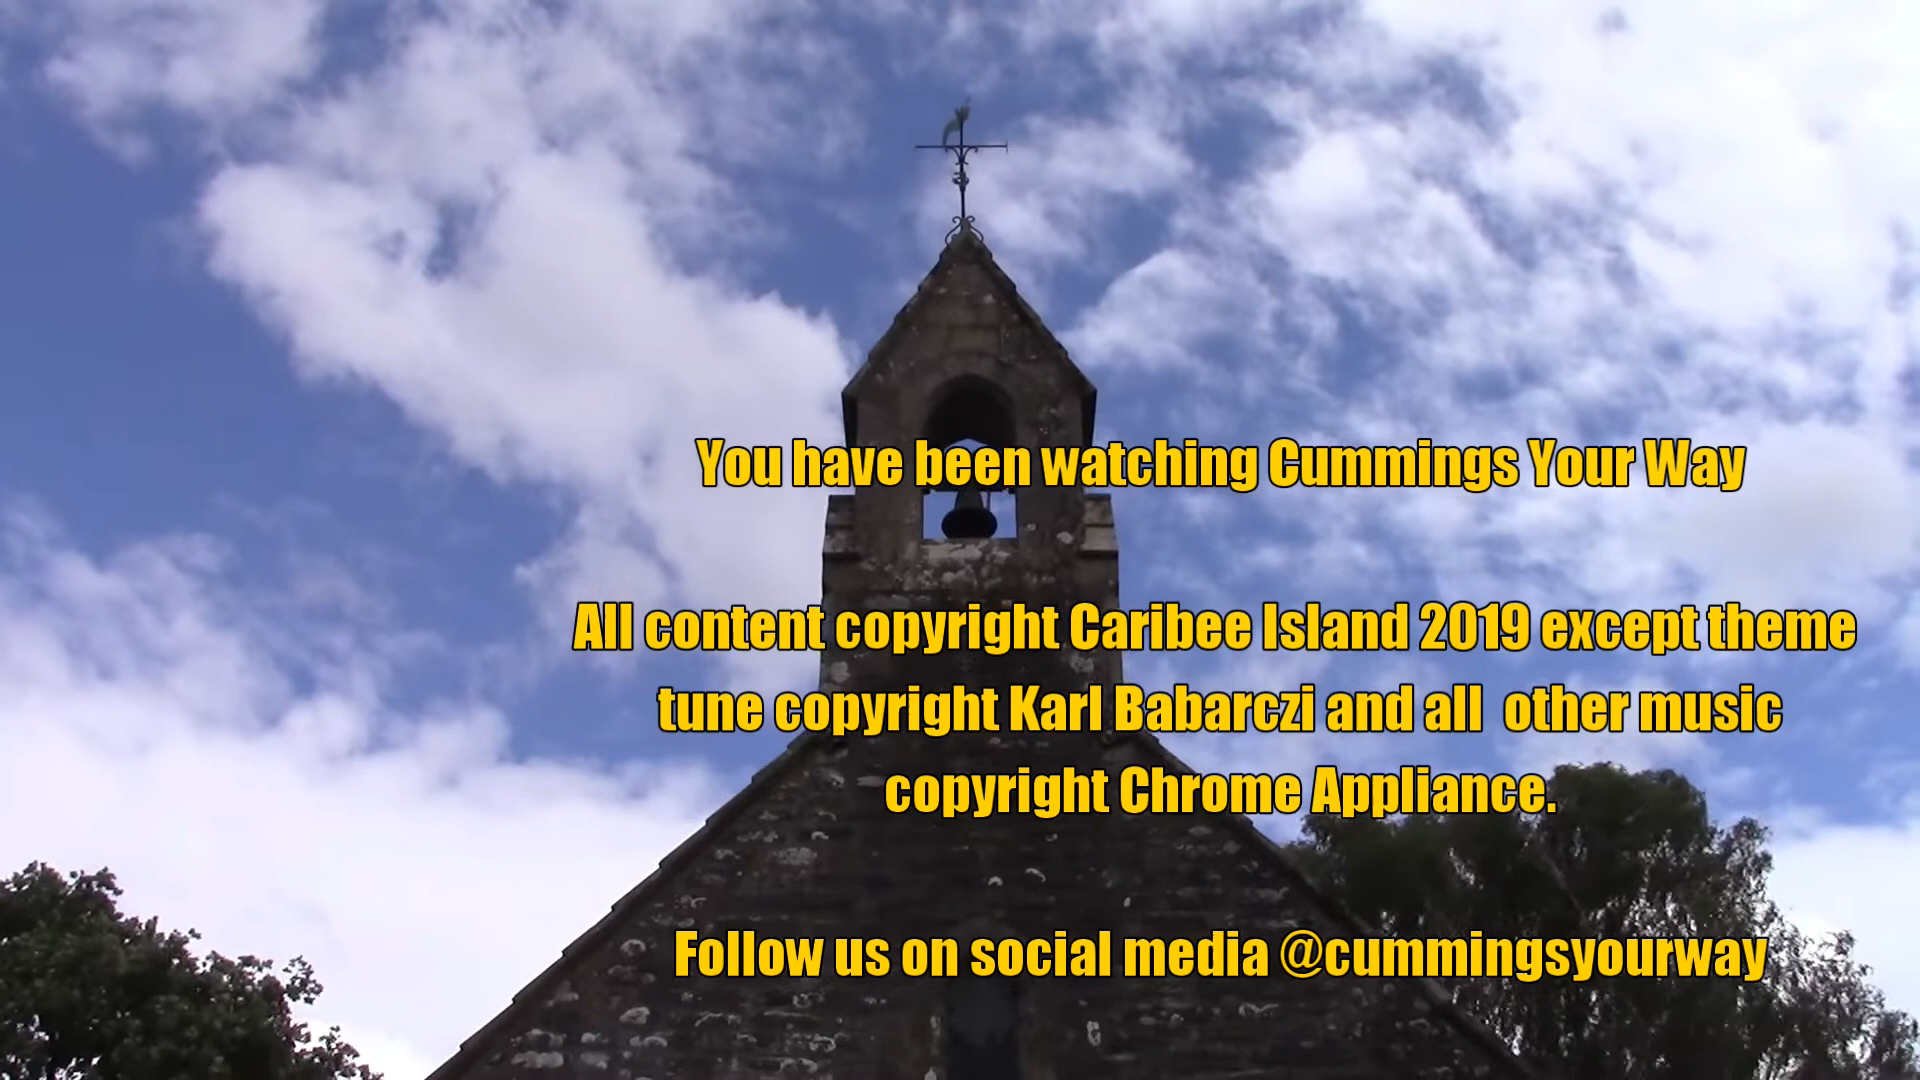 You have been watching Cummings Your Way
All content copyright Caribee Island 2019 except theme
tune copyright Karl Babarczi and all  other music
copyright Chrome Appliance.
Follow us on social media @cummingsyourway